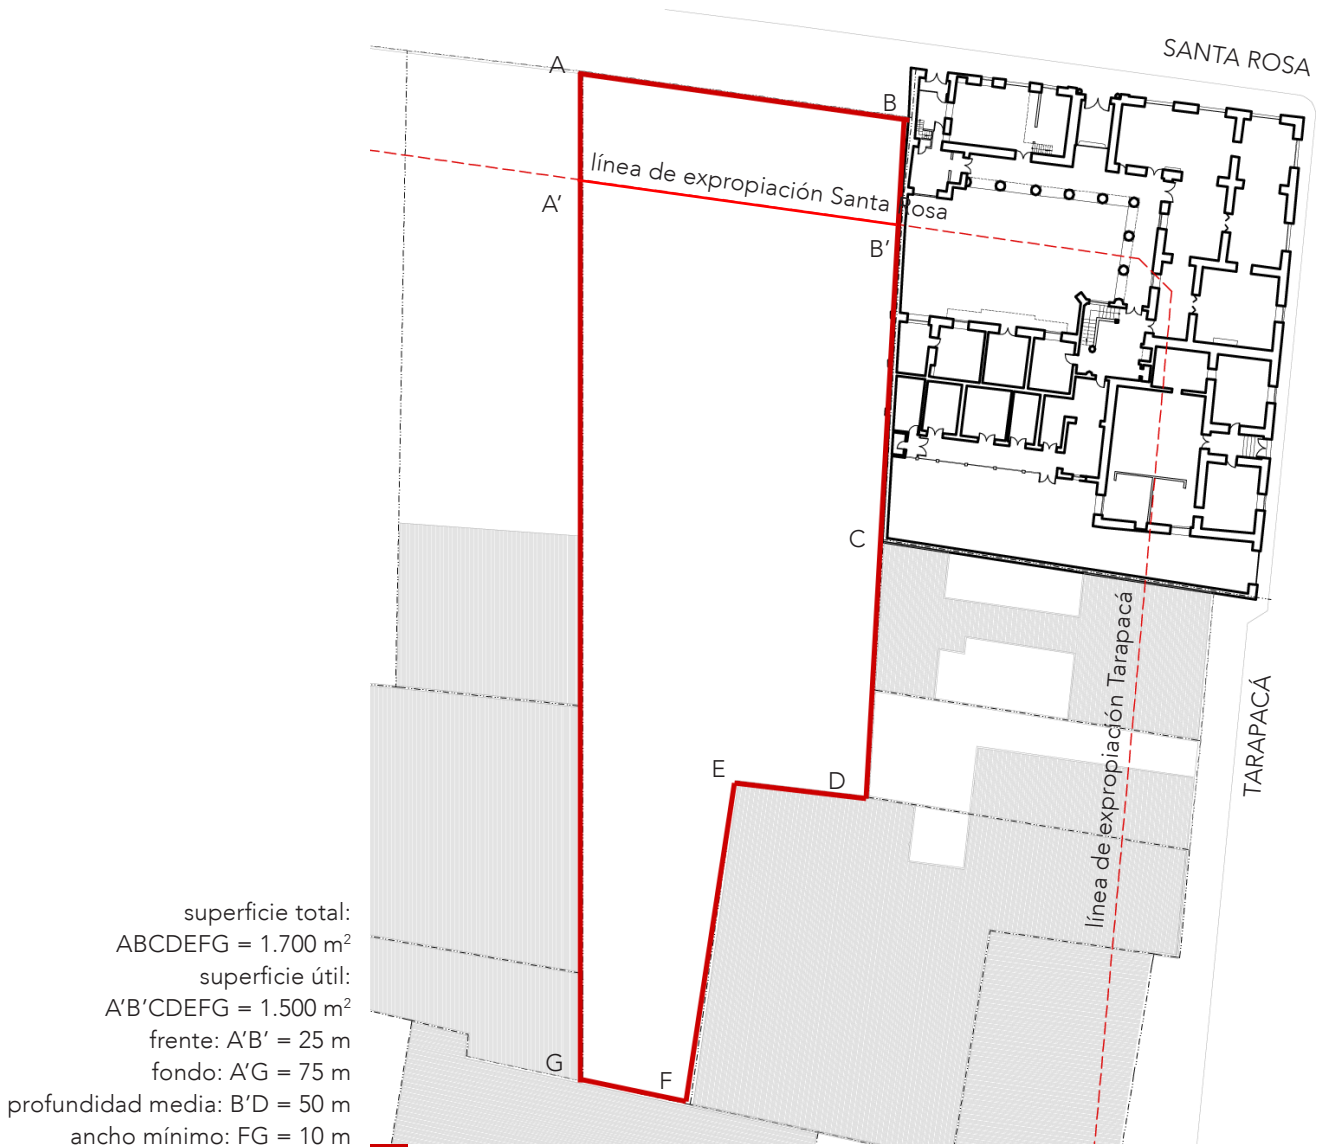 SANTA ROSA
A
B
línea de expropiación Santa Rosa
A'
B'
C
línea de expropiación Tarapacá
TARAPACÁ
E
D
G
F
superficie total:
ABCDEFG = 1.700 m²
superficie útil:
A'B'CDEFG = 1.500 m²
frente: A'B' = 25 m
fondo: A'G = 75 m
profundidad media: B'D = 50 m
ancho mínimo: FG = 10 m